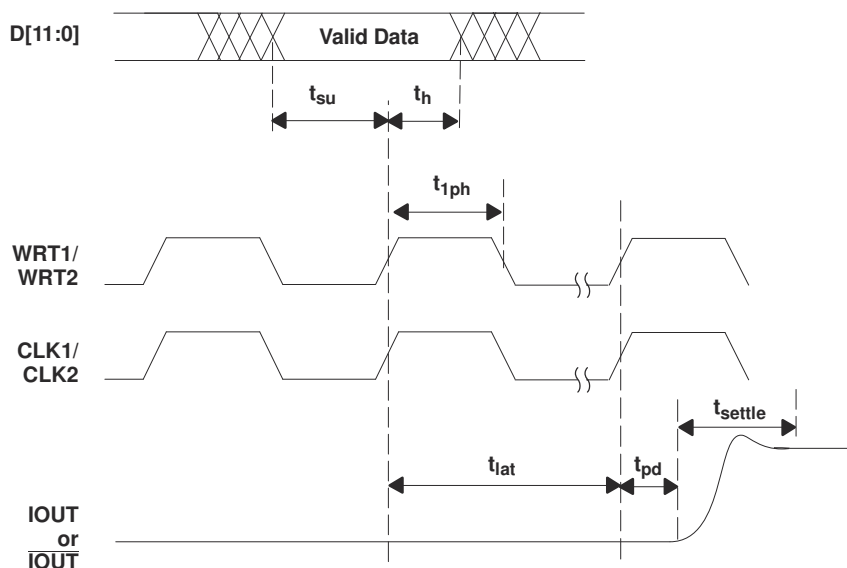 D[11:0]
Valid Data
tsu
th
t1ph
WRT1/
WRT2
CLK1/
CLK2
tsettle
tlat
tpd
IOUT
or
IOUT